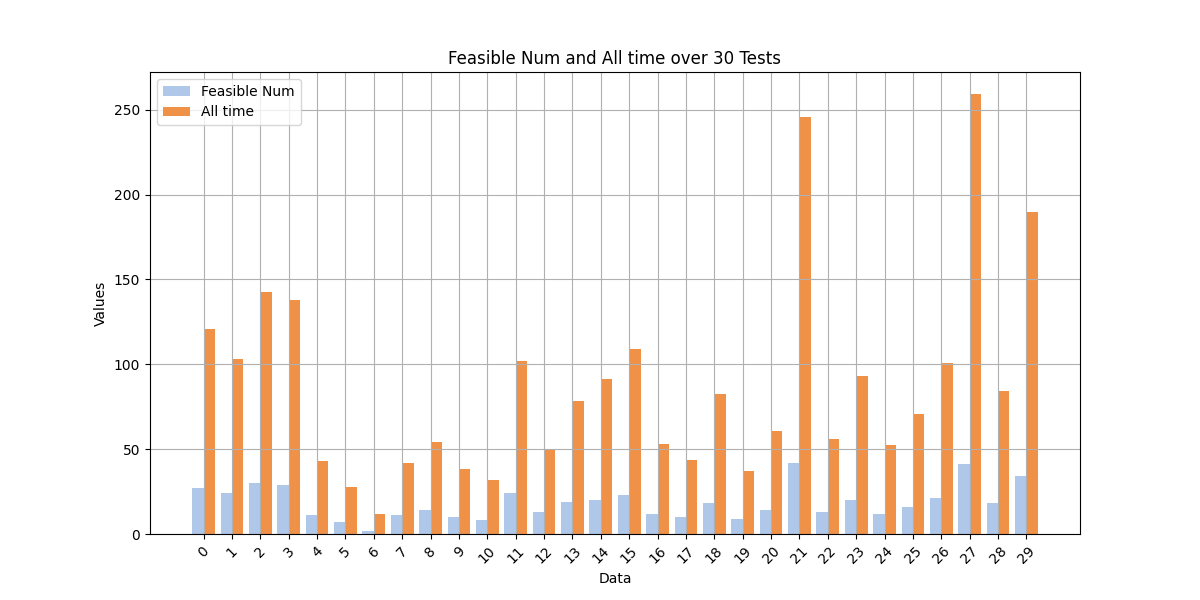 Feasible Num and All time over 30 Tests
Feasible Num
All time
250
200
150
100
50
0
Values
0 1 2 3 4 5 6 7 8 9 10 11 12 13 14 15 16 17 18 19 20 21 22 23 24 25 26 27 28 29
Data